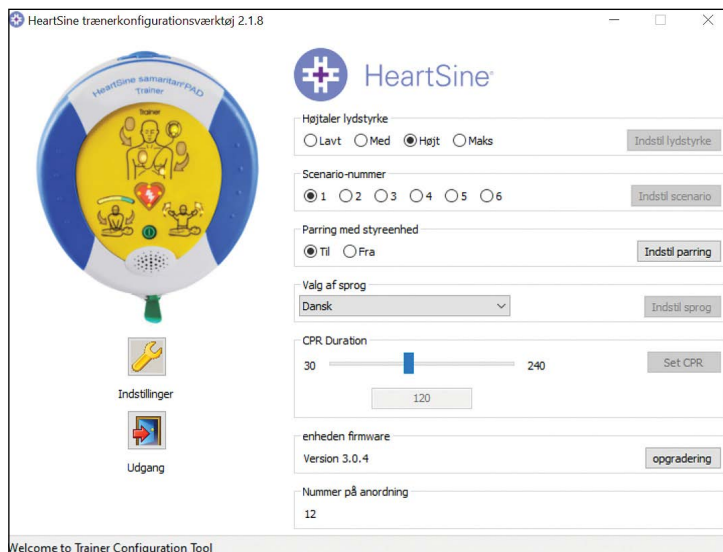 HeartSine trænerkonfigurationsværktøj 2.1.8
HeartSine samaritan PAD
Trainer
Trainer
HeartSine
Højtaler lydstyrke
Lavt Med Højt Maks Indstil lydstyrke
Scenario-nummer
1 2 3 4 5 6 Indstil scenario
Parring med styreenhed
Til Fra Indstil parring
Valg af sprog
Dansk Indstil sprog
CPR Duration
30 240 Set CPR
120
Indstillinger
enheden firmware
Version 3.0.4 opgradering
Udgang
Nummer på anordning
12
Welcome to Trainer Configuration Tool